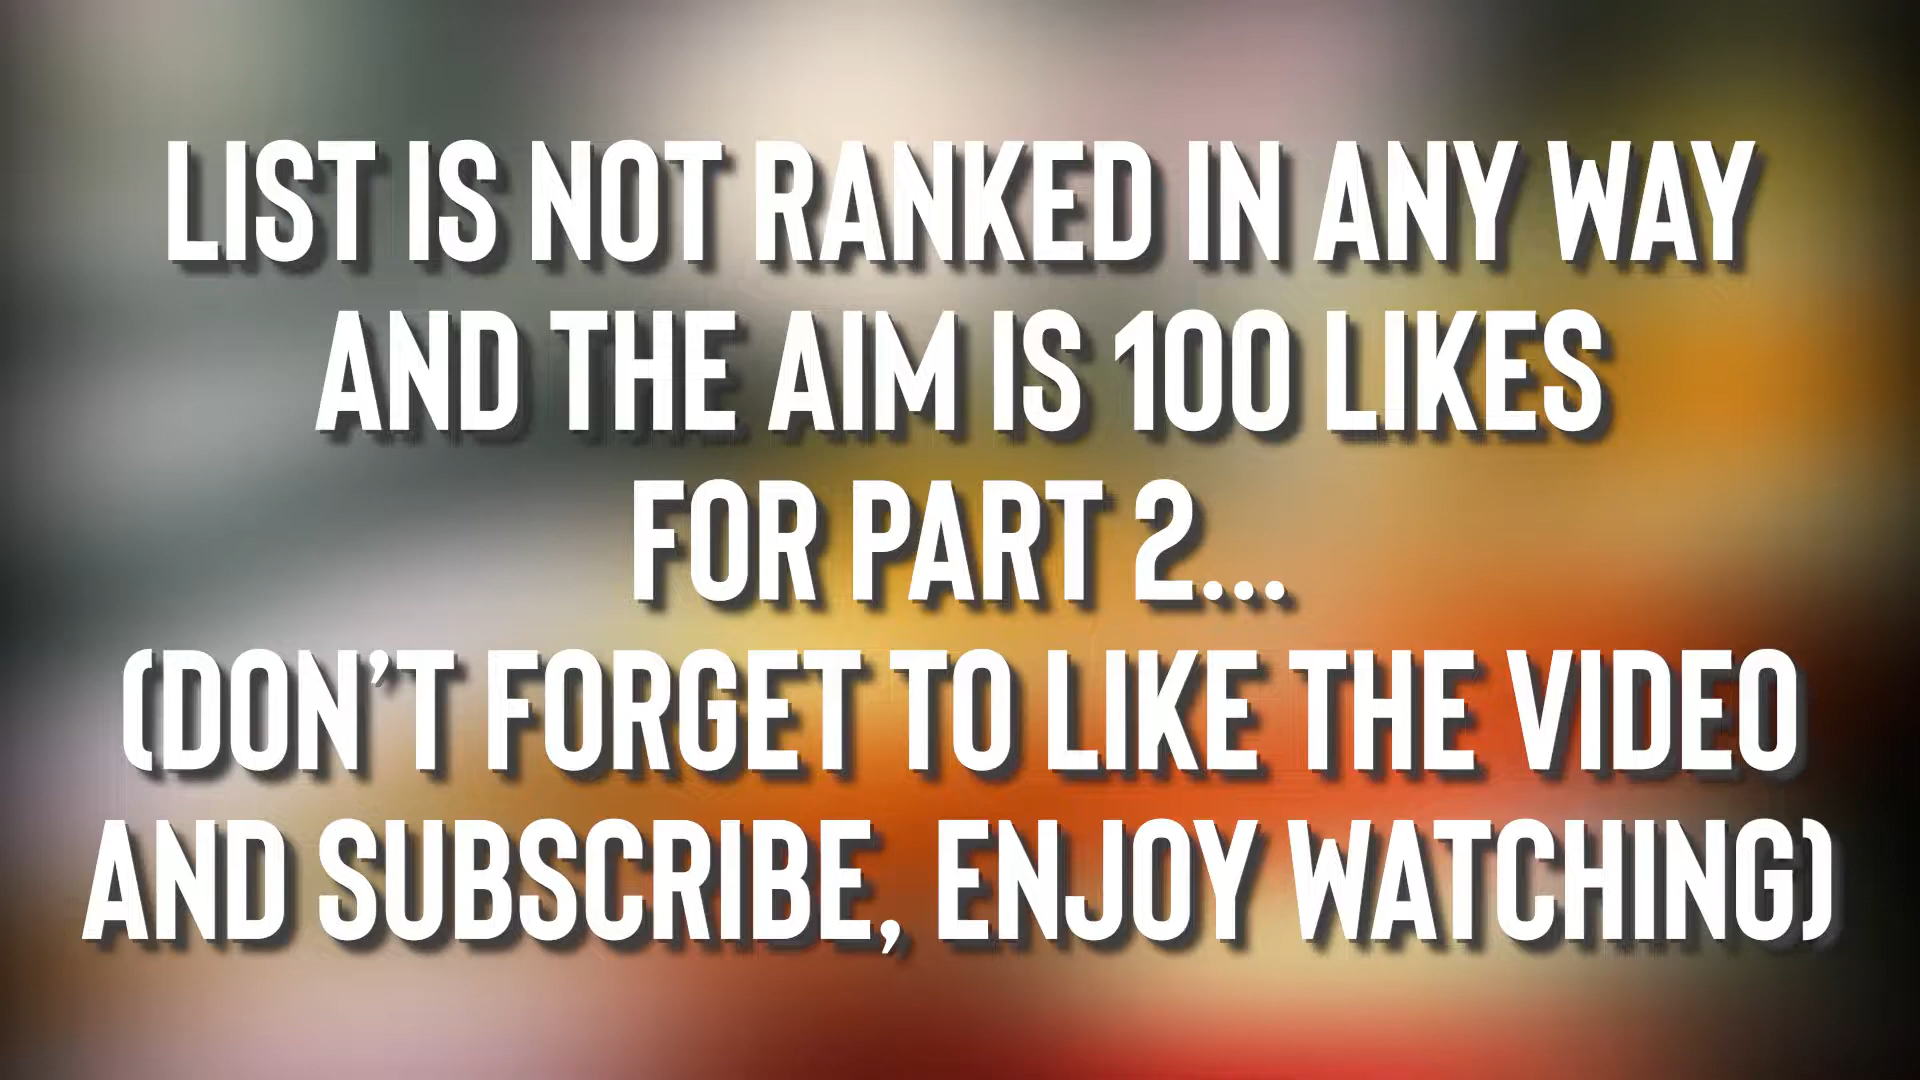 LIST IS NOT RANKED IN ANY WAY
AND THE AIM IS 100 LIKES
FOR PART 2...
(DON'T FORGET TO LIKE THE VIDEO
AND SUBSCRIBE, ENJOY WATCHING)